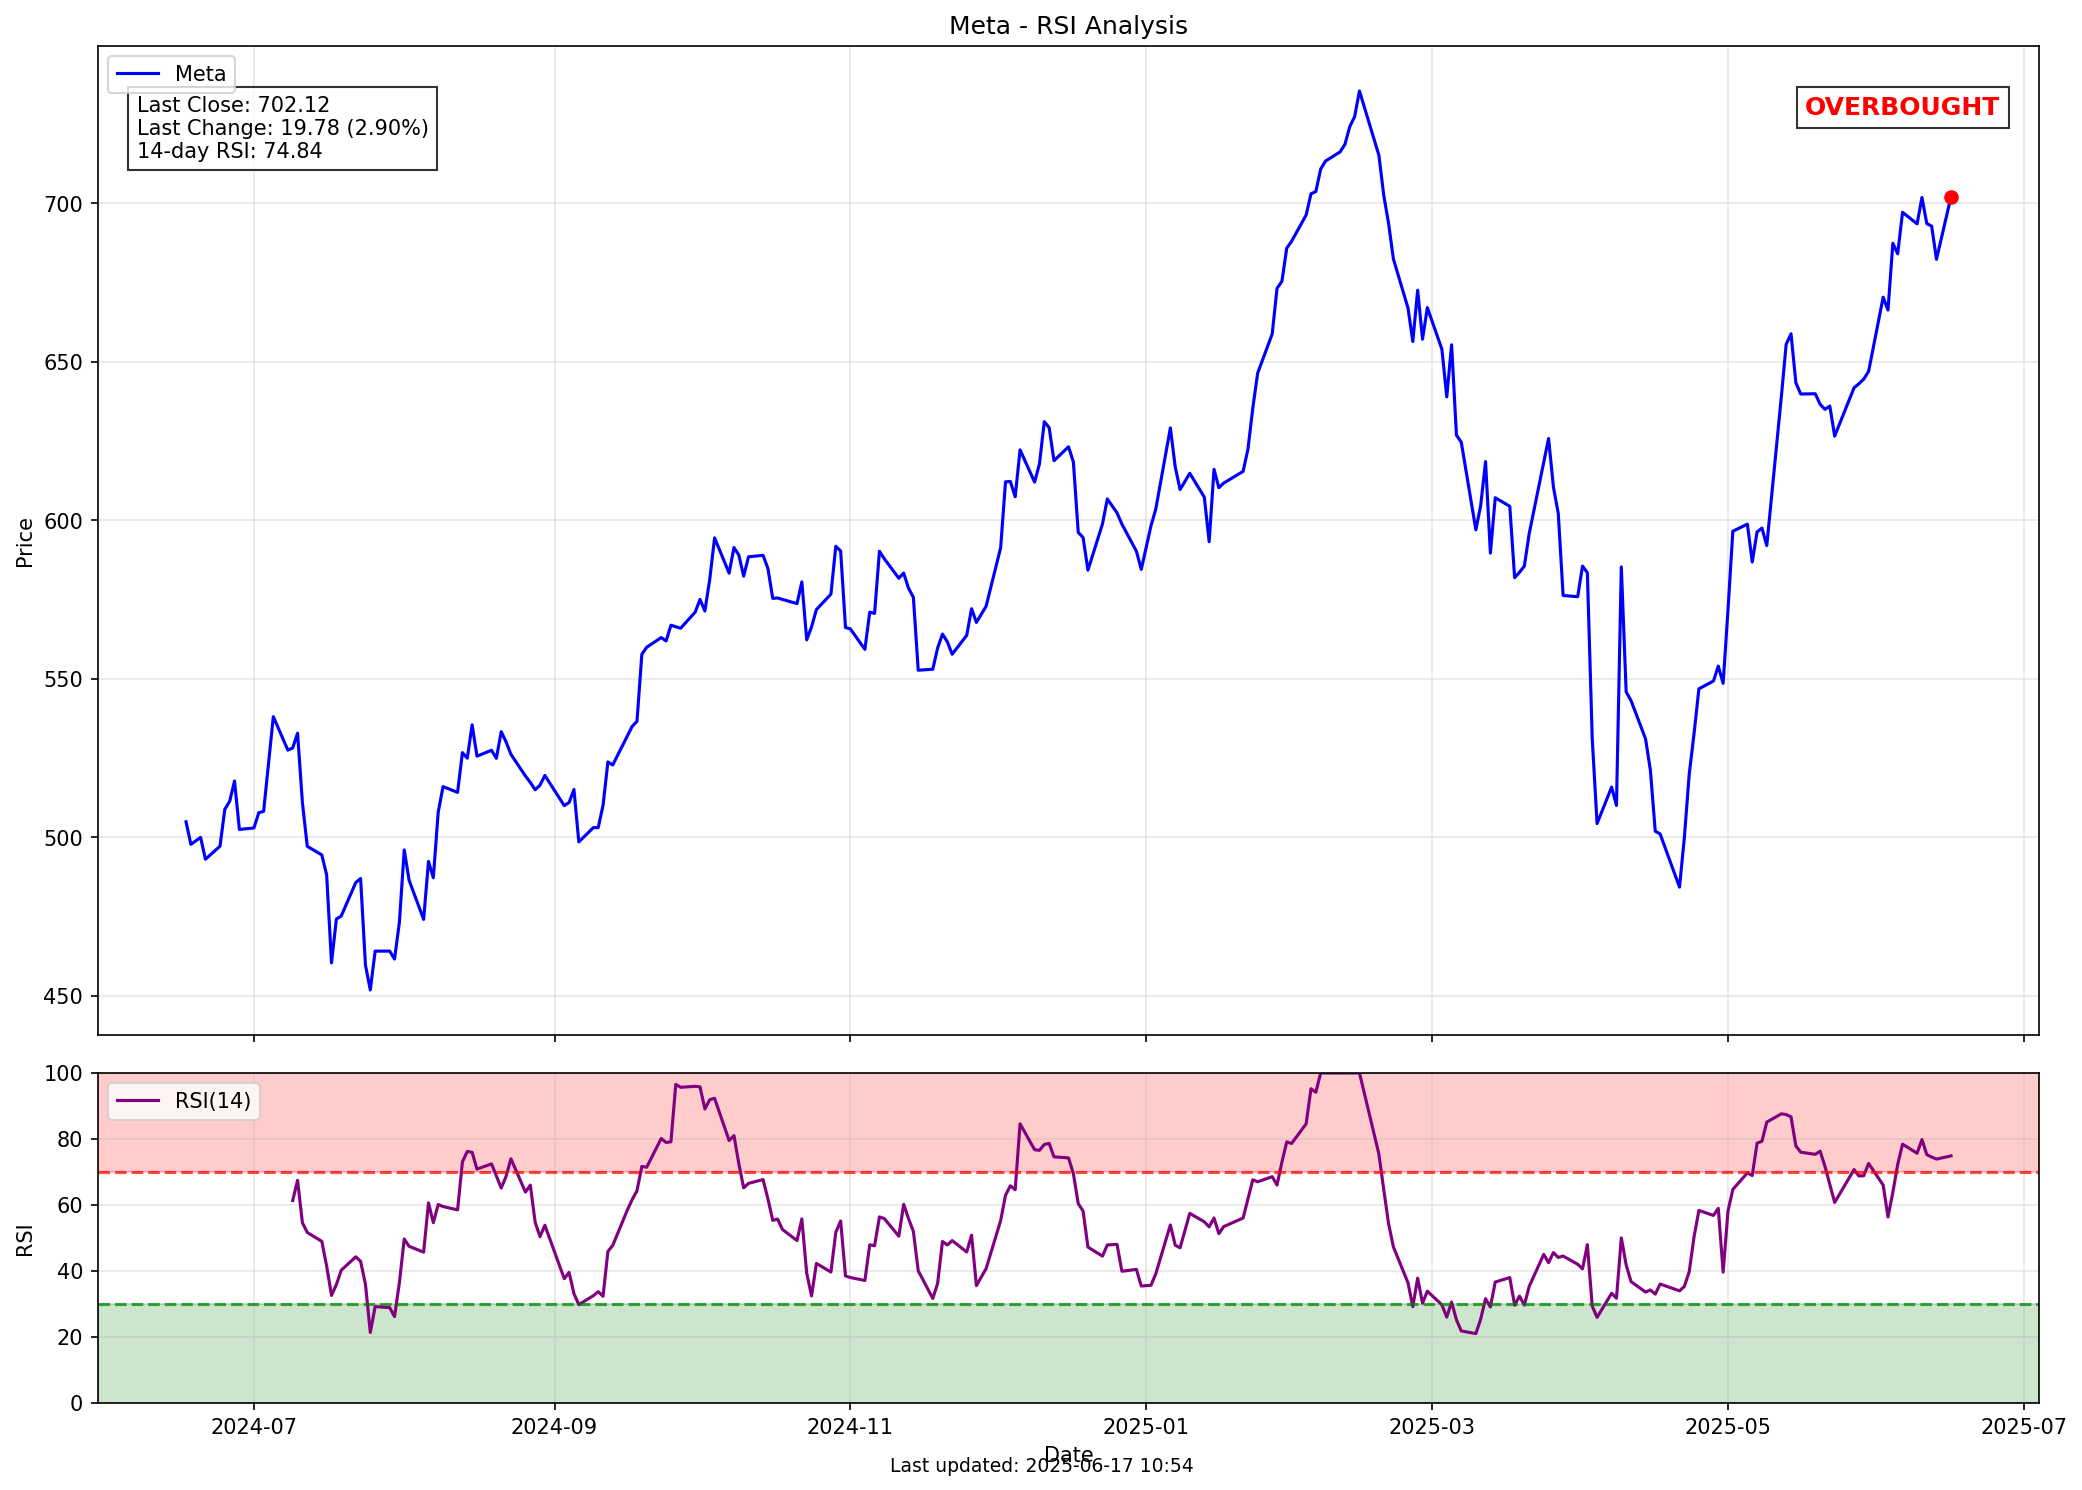 Meta - RSI Analysis
Meta
Last Close: 702.12
Last Change: 19.78 (2.90%)
14-day RSI: 74.84
OVERBOUGHT
Price
700
650
600
550
500
450
RSI
RSI(14)
100
80
60
40
20
0
2024-07
2024-09
2024-11
2025-01
2025-03
2025-05
2025-07
Date
Last updated: 2025-06-17 10:54